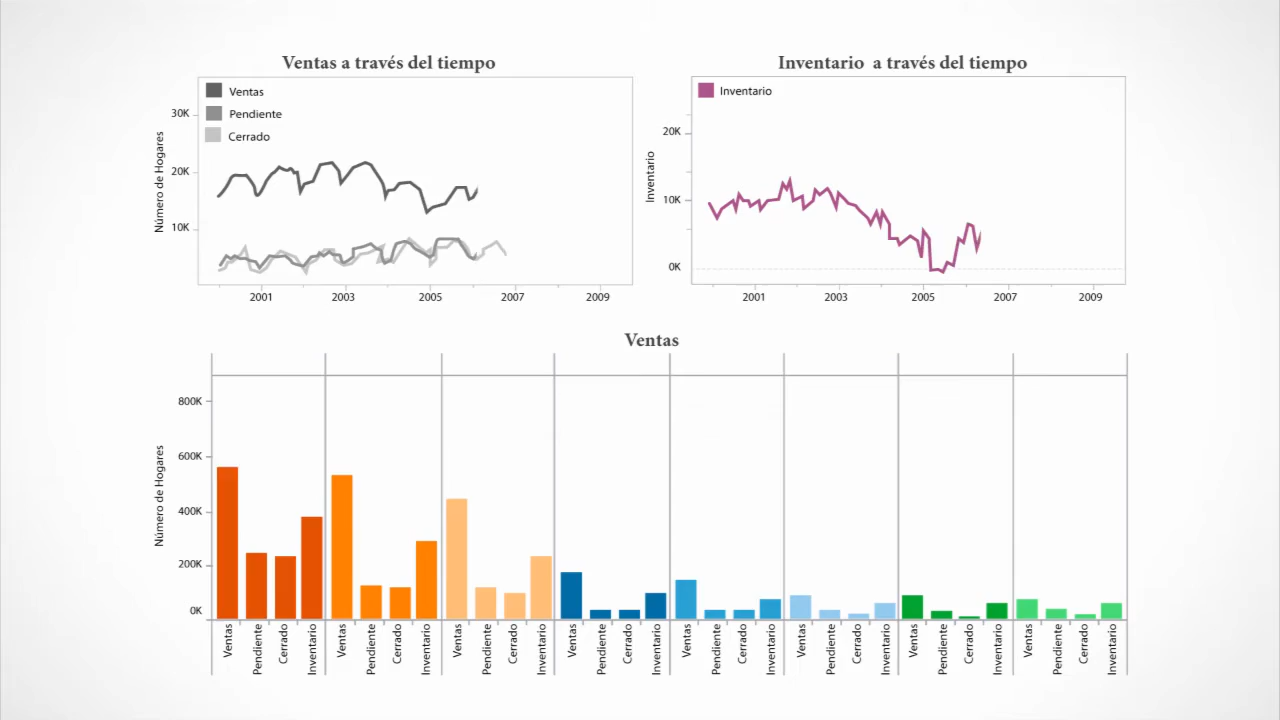 Ventas a través del tiempo
Ventas
Pendiente
Cerrado
Número de Hogares
30K
20K
10K
2001 2003 2005 2007 2009
Inventario a través del tiempo
Inventario
Inventario
20K
10K
0K
2001 2003 2005 2007 2009
Ventas
Número de Hogares
800K
600K
400K
200K
0K
Ventas Pendiente Cerrado Inventario Ventas Pendiente Cerrado Inventario Ventas Pendiente Cerrado Inventario Ventas Pendiente Cerrado Inventario Ventas Pendiente Cerrado Inventario Ventas Pendiente Cerrado Inventario Ventas Pendiente Cerrado Inventario Ventas Pendiente Cerrado Inventario